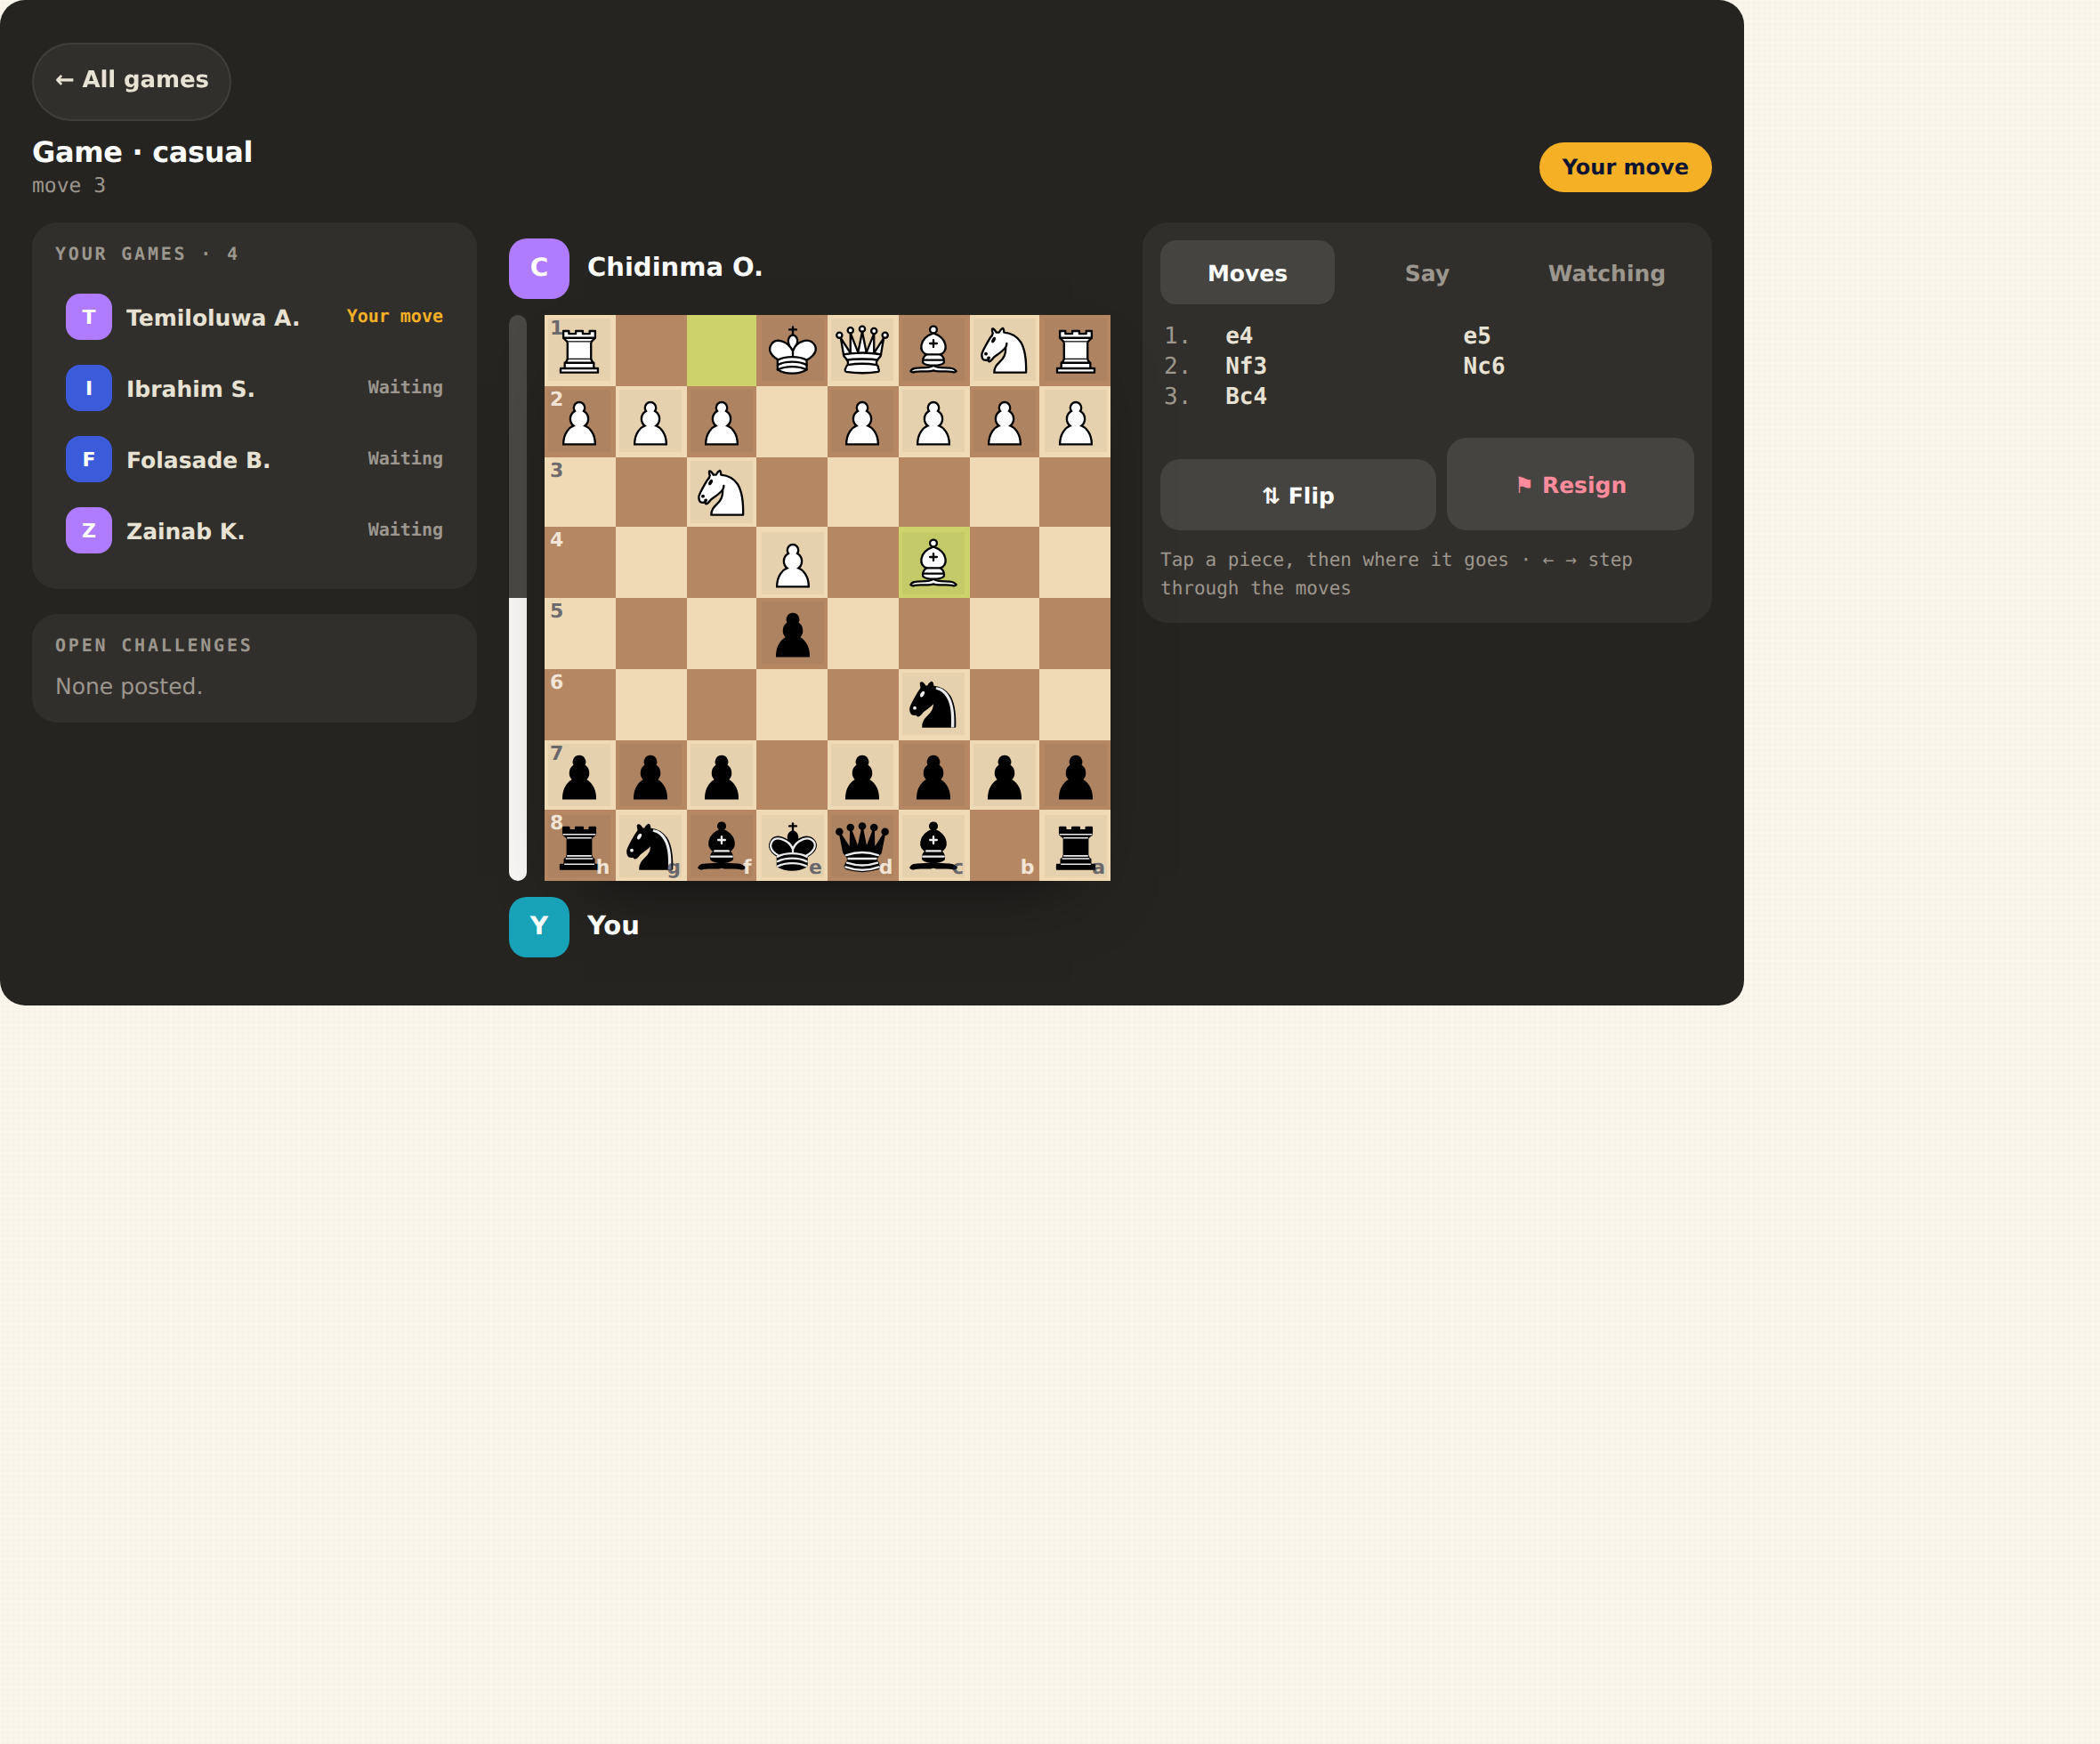 ← All games
Game · casual
move 3
Your move
YOUR GAMES · 4
T Temiloluwa A. Your move
I Ibrahim S. Waiting
F Folasade B. Waiting
Z Zainab K. Waiting
OPEN CHALLENGES
None posted.
C Chidinma O.
1
2
3
4
5
6
7
8
h g f e d c b a
Y You
Moves Say Watching
1. e4 e5
2. Nf3 Nc6
3. Bc4
⇅ Flip
⚑ Resign
Tap a piece, then where it goes · ← → step
through the moves